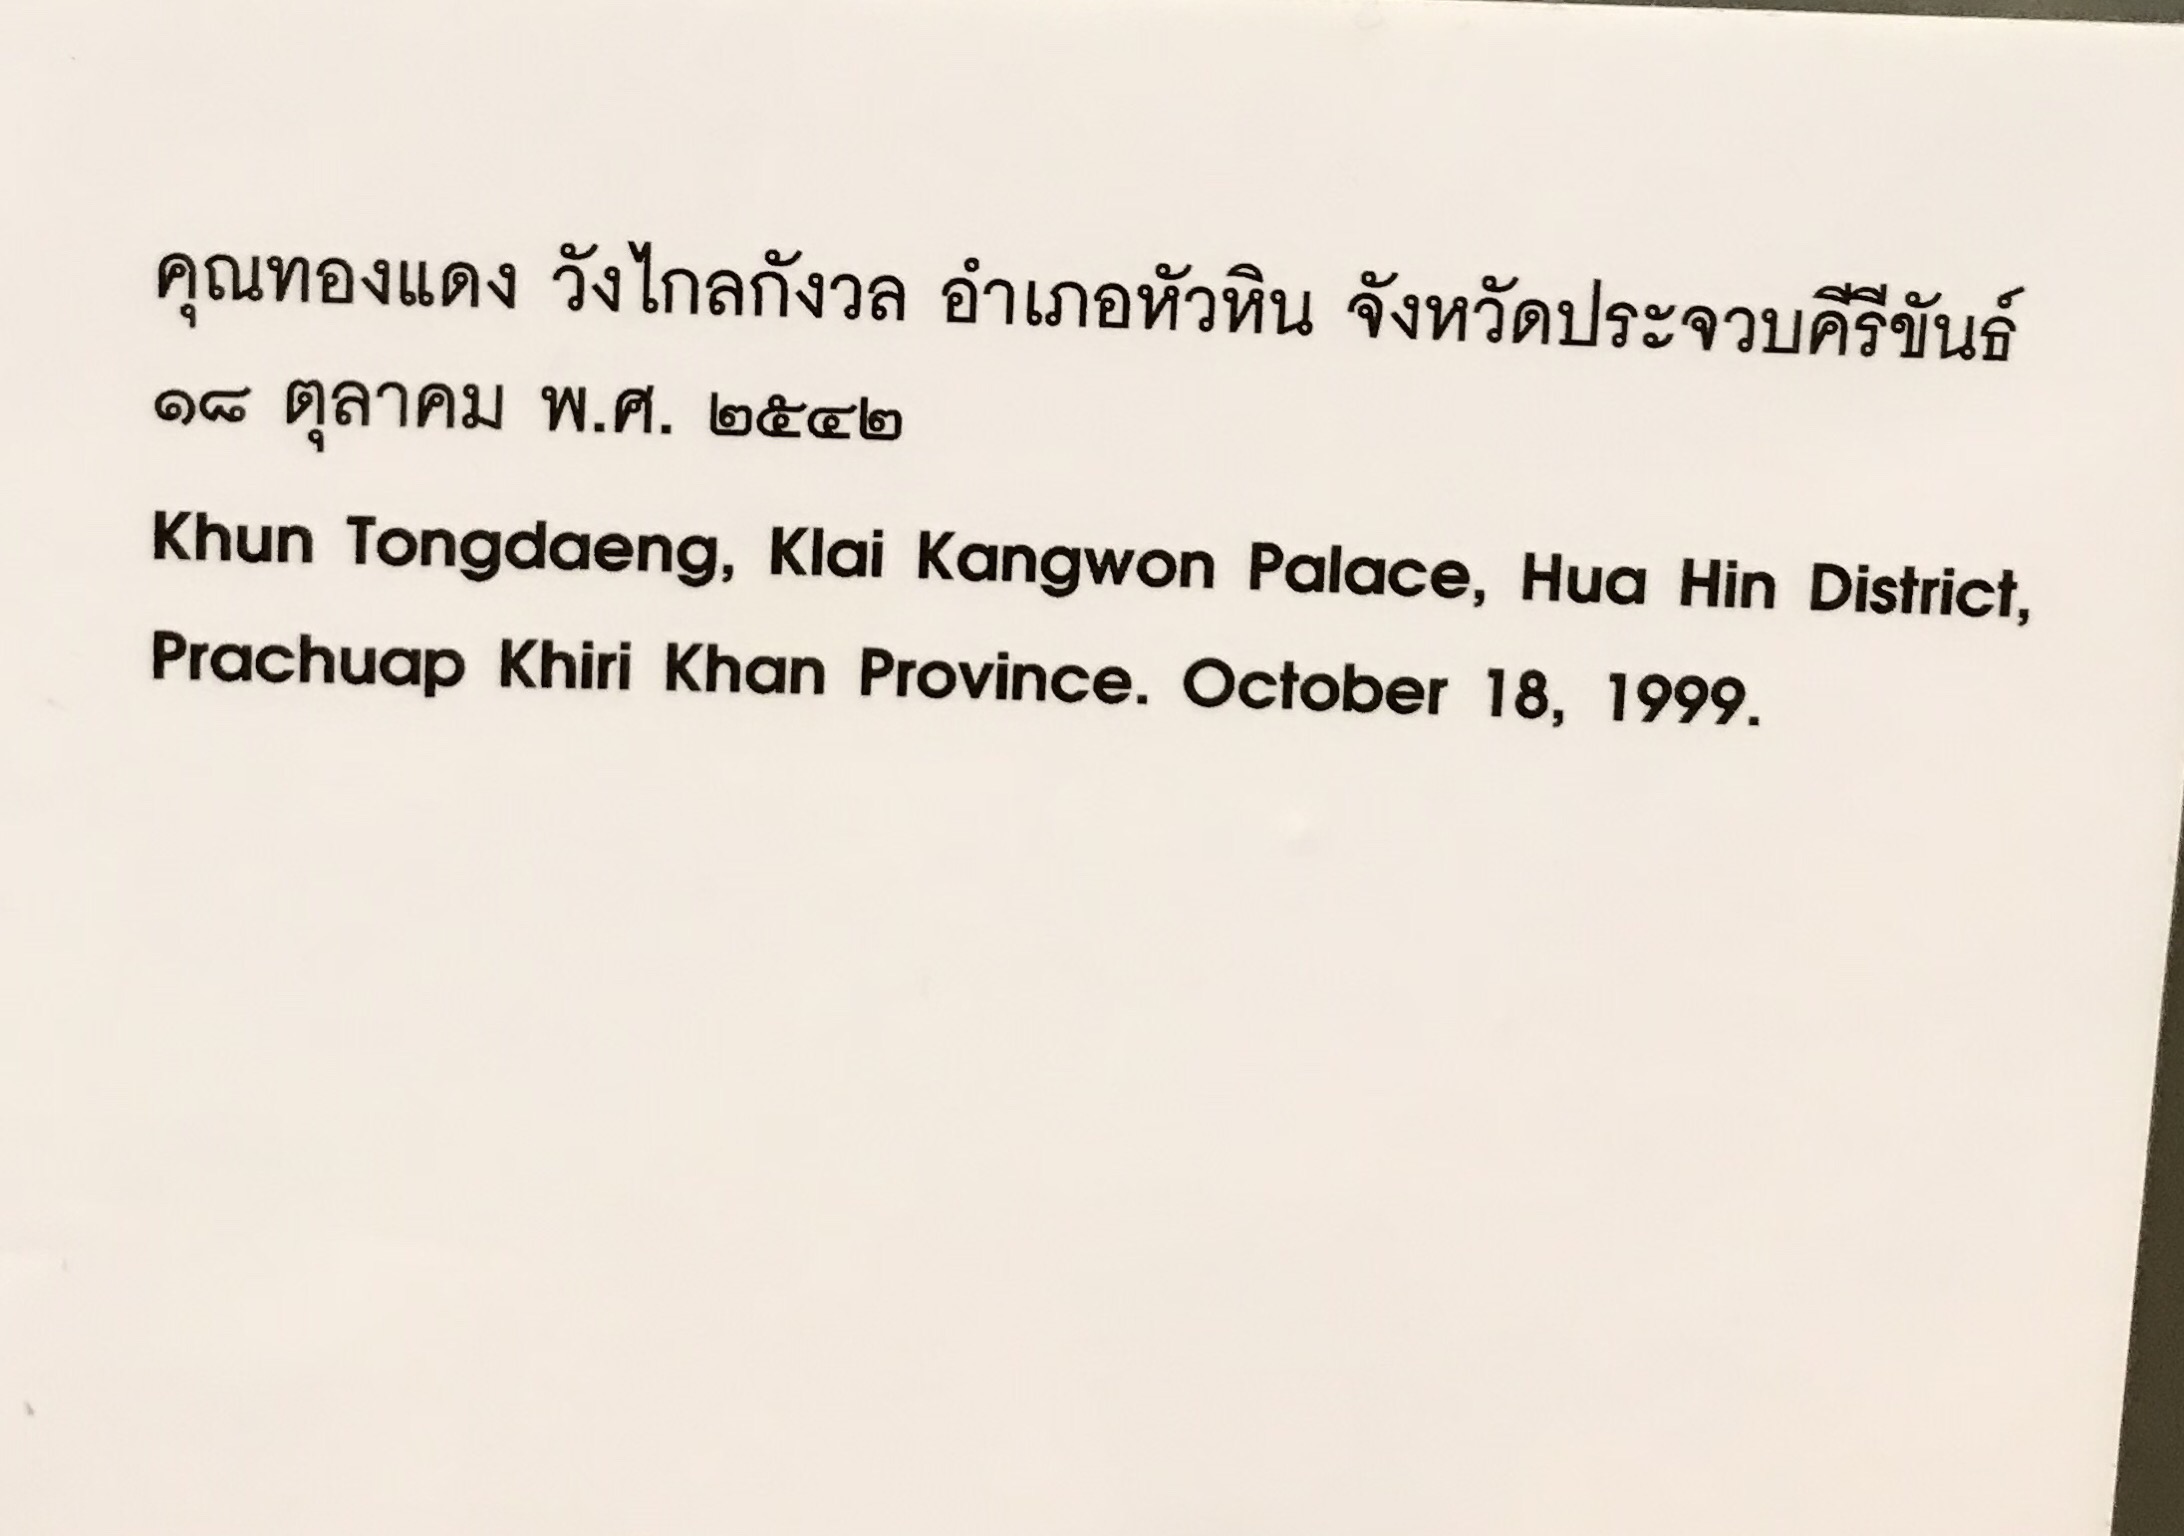 คุณทองแดง วังไกลกังวล อำเภอหัวหิน จังหวัดประจวบคีรีขันธ์
๑๘ ตุลาคม พ.ศ. ๒๕๔๒
Khun Tongdaeng, Klai Kangwon Palace, Hua Hin District,
Prachuap Khiri Khan Province. October 18, 1999.